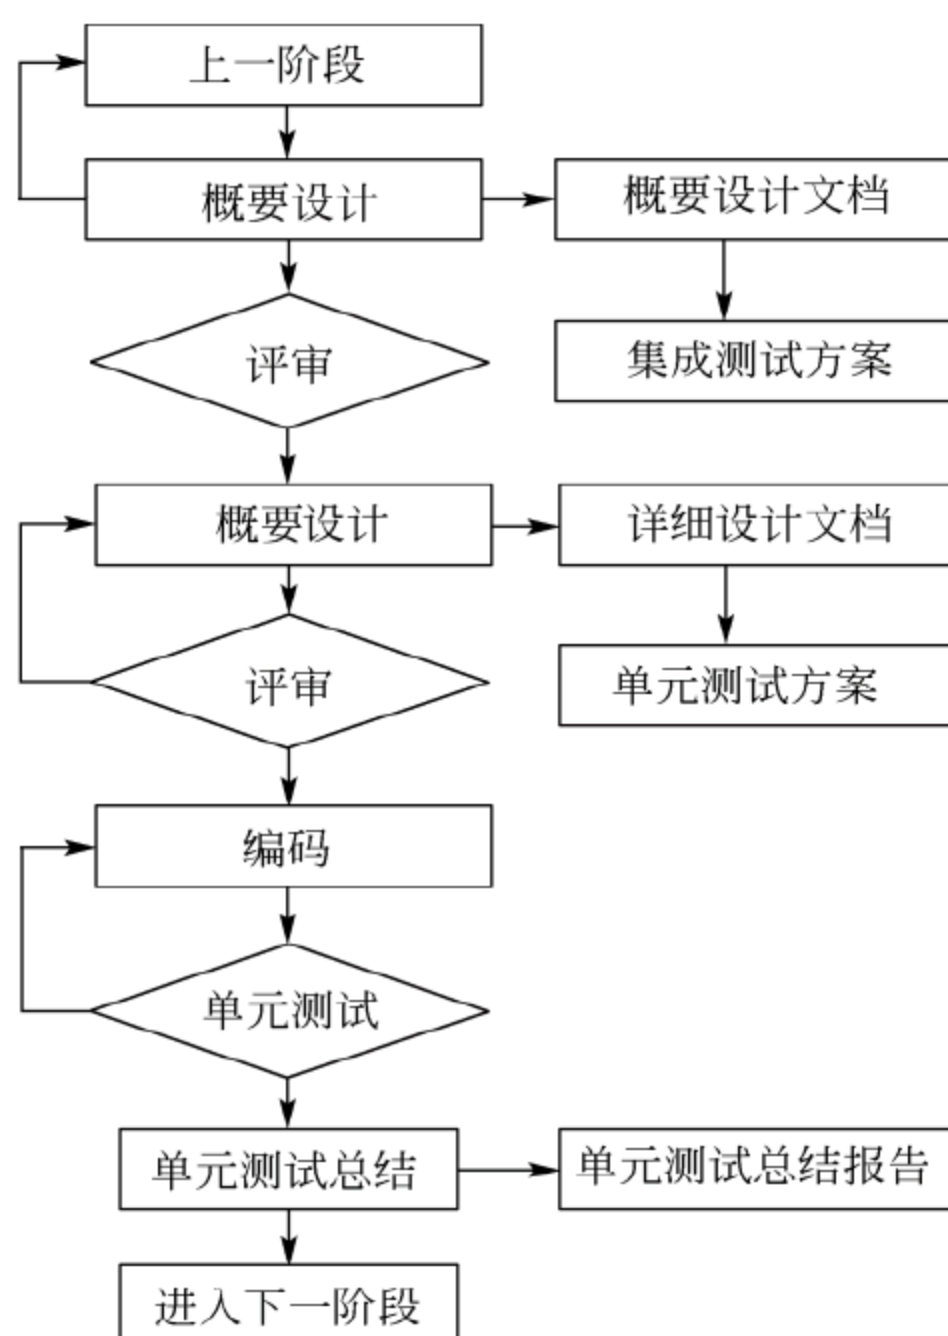 上一阶段
概要设计
概要设计文档
评审
集成测试方案
概要设计
详细设计文档
评审
单元测试方案
编码
单元测试
单元测试总结
单元测试总结报告
进入下一阶段